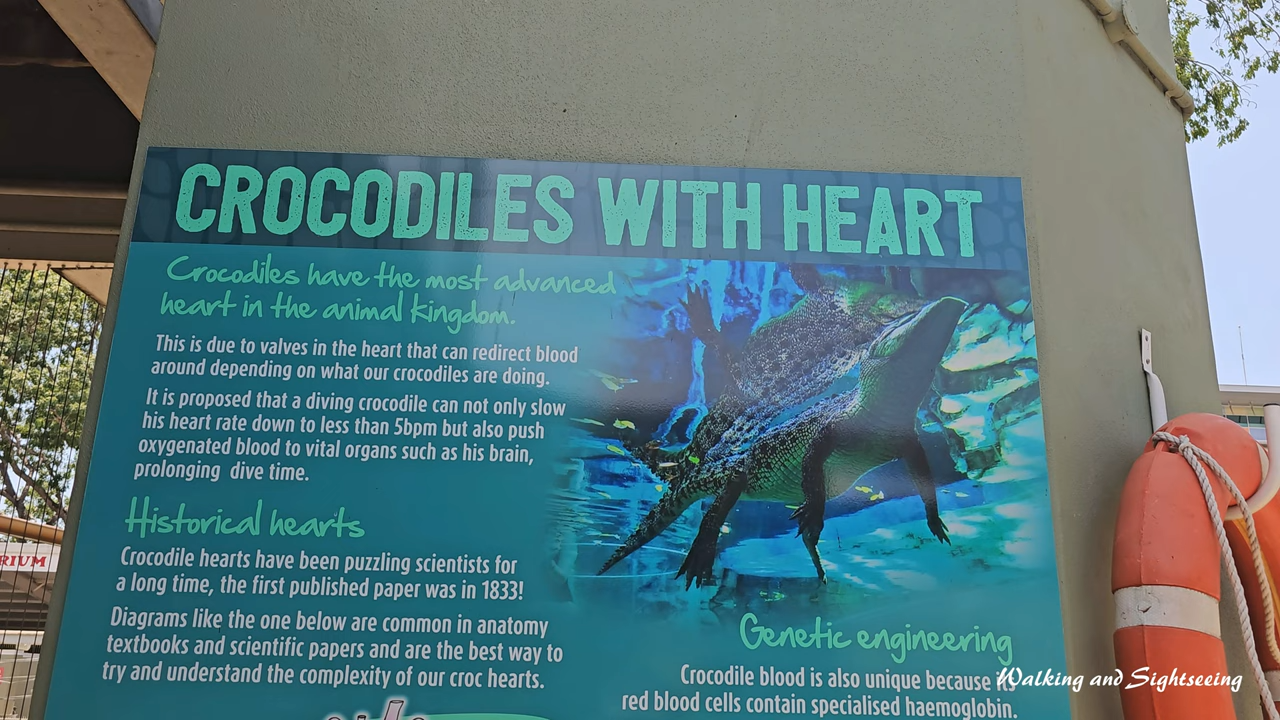 CROCODILES WITH HEART
Crocodiles have the most advanced
heart in the animal kingdom.
This is due to valves in the heart that can redirect blood
around depending on what our crocodiles are doing.
It is proposed that a diving crocodile can not only slow
his heart rate down to less than 5bpm but also push
oxygenated blood to vital organs such as his brain,
prolonging dive time.
Historical hearts
Crocodile hearts have been puzzling scientists for
a long time, the first published paper was in 1833!
Diagrams like the one below are common in anatomy
textbooks and scientific papers and are the best way to
try and understand the complexity of our croc hearts.
Genetic engineering
Crocodile blood is also unique because its
red blood cells contain specialised haemoglobin.
RIUM
Walking and Sightseeing